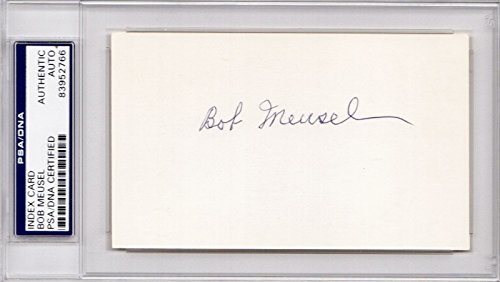 PSA/DNA
INDEX CARD
BOB MEUSEL
PSA/DNA CERTIFIED
AUTHENTIC
AUTO
83952766
Bob Meusel